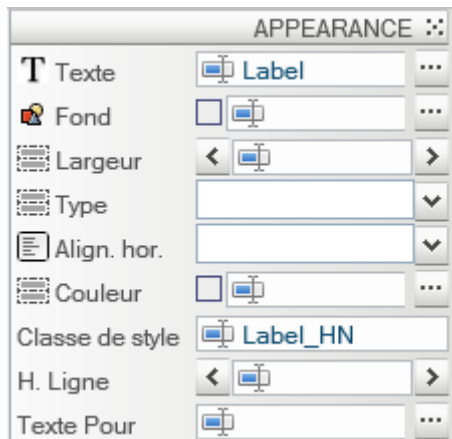 APPEARANCE
Texte Label ...
Fond ...
Largeur
Type
Align. hor.
Couleur ...
Classe de style Label_HN
H. Ligne
Texte Pour ...